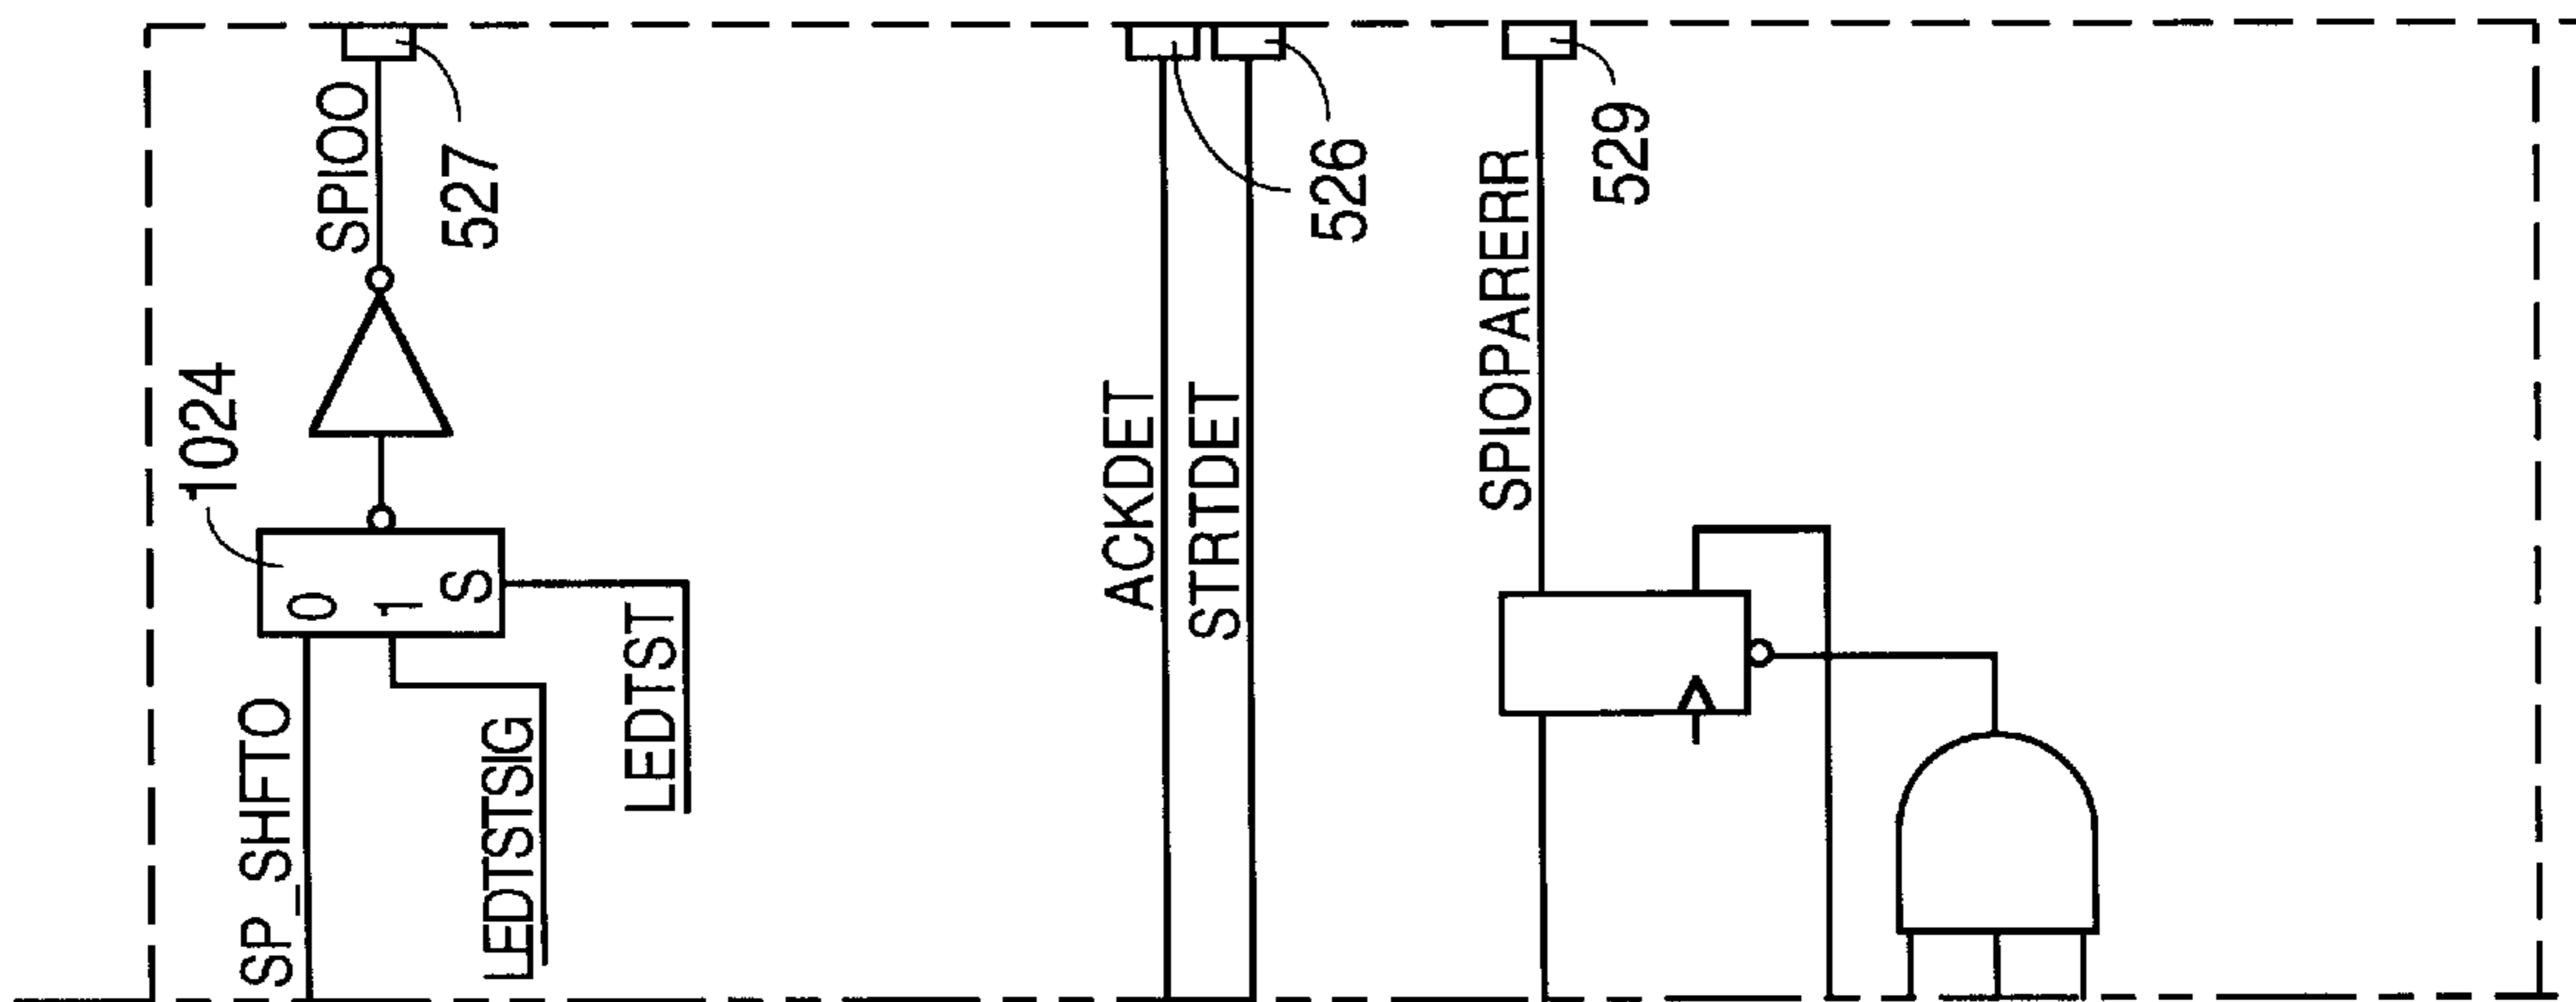 1024
SP_SHFTO
0
SPIOO
1
S
527
LEDTSTSIG
LEDTST
ACKDET
STRTDET
526
SPIOPARERR
529